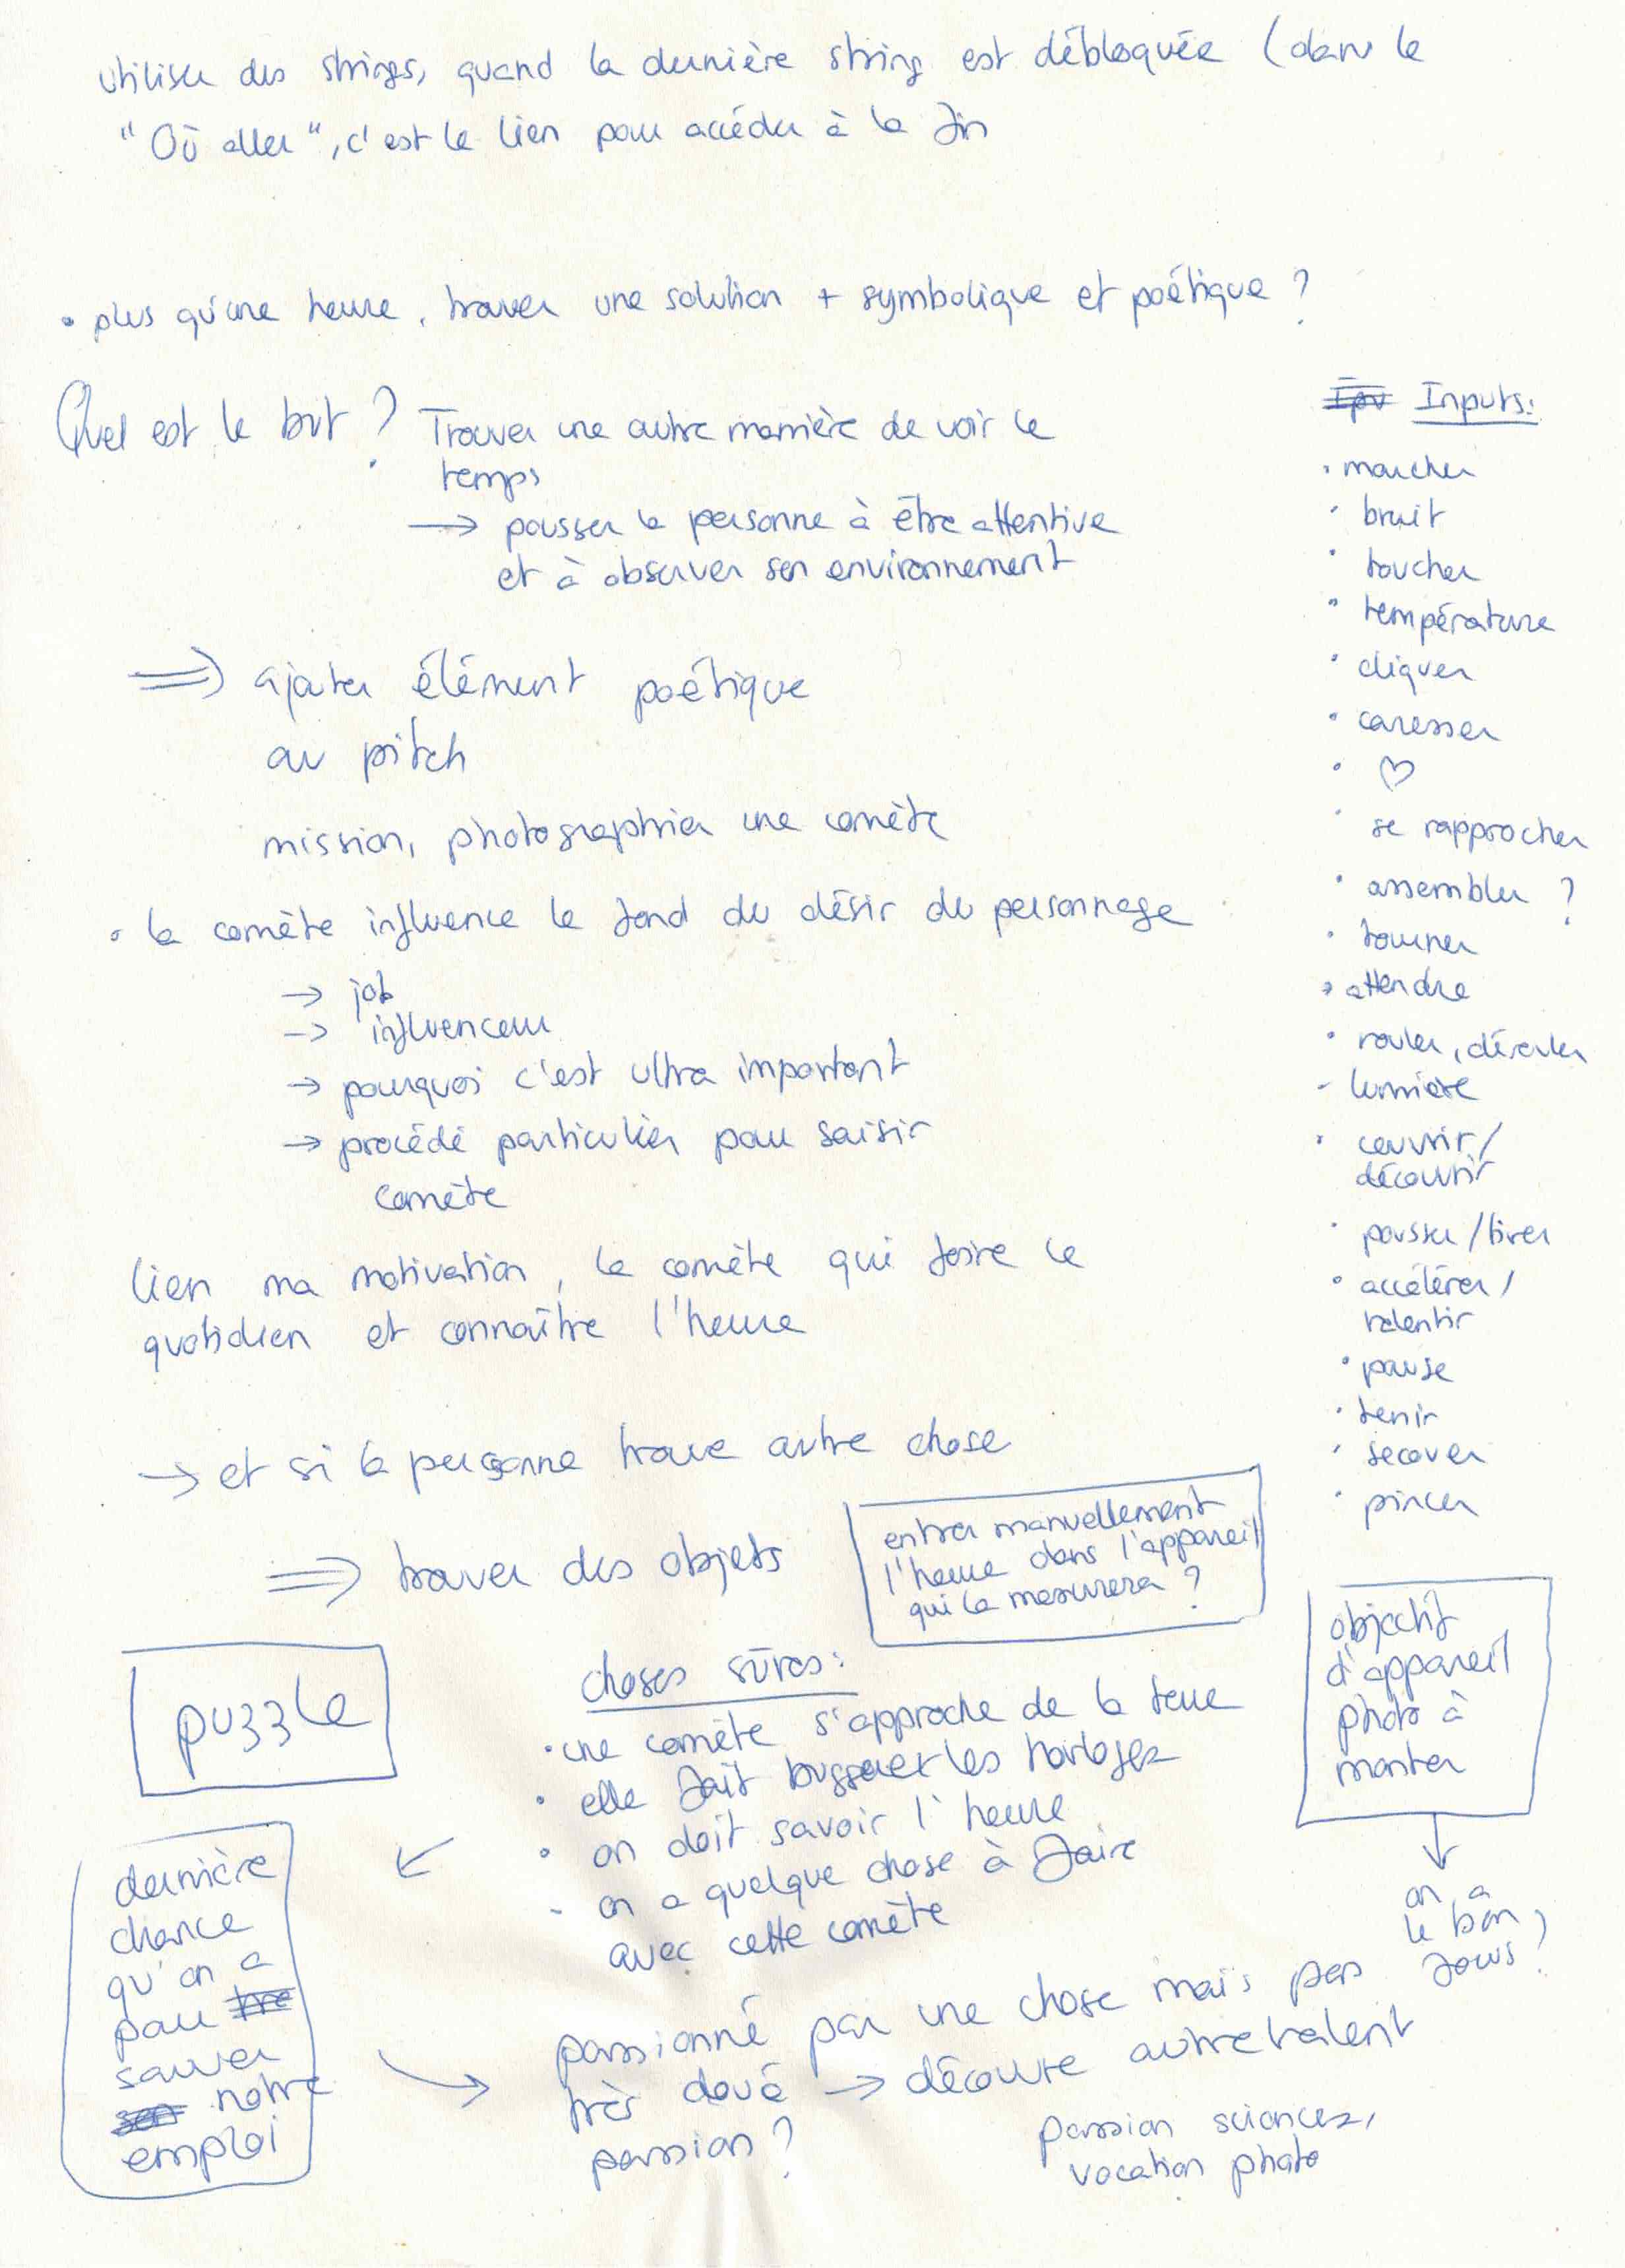 utiliser des strings, quand la dernière string est débloquée (dans le
"Où aller", c'est le lien pour accéder à la fin
• plus qu'une heure, trouver une solution + symbolique et poétique ?
Quel est le but ? Trouver une autre manière de voir le
temps
→ pousser la personne à être attentive
et à observer son environnement
⇒ ajouter élément poétique
au pitch
mission, photographier une comète
• la comète influence le fond du désir du personnage
→ job
→ influenceur
→ pourquoi c'est ultra important
→ procédé particulier pour saisir
comète
lien ma motivation, la comète qui foire le
quotidien et connaître l'heure
→ et si la personne trouve autre chose
⇒ trouver des objets
entrer manuellement
l'heure dans l'appareil
qui la mesurera ?
puzzle
choses sûres :
• une comète s'approche de la terre
• elle fait bugguer les horloges
• on doit savoir l'heure
- on a quelque chose à faire
avec cette comète
←
dernière
chance
qu'on a
pour
sauver
notre
emploi
→ passionné par une chose mais pas
très doué → découvre autre talent
passion ?
passion sciences,
vocation photo
Inputs :
• marcher
• bruit
• toucher
• température
• cliquer
• caresser
• ♡
• se rapprocher
• assembler ?
• tourner
• attendre
• rouler, dérouler
- lumière
• couvrir /
découvrir
• pousser / tirer
• accélérer /
ralentir
• pause
• tenir
• secouer
• pincer
objectif
d'appareil
photo à
monter
↓
on a
le bon
focus ?